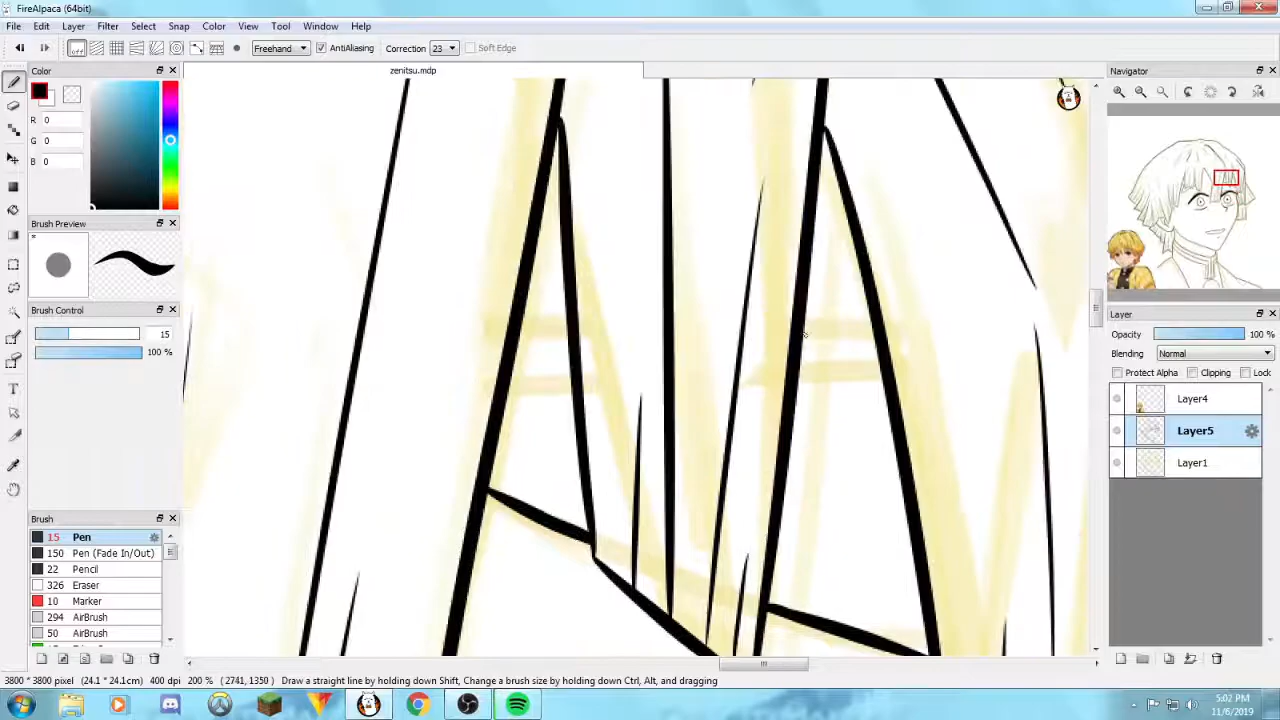 FireAlpaca (64bit)
File Edit Layer Filter Select Snap Color View Tool Window Help
Freehand AntiAliasing Correction 23 Soft Edge
Color
zenitsu.mdp
Navigator
R 0
G 0
B 0
Brush Preview
Brush Control
15
100 %
Layer
Opacity 100 %
Blending Normal
Protect Alpha Clipping Lock
Layer4
Layer5
Layer1
Brush
15 Pen
150 Pen (Fade In/Out)
22 Pencil
326 Eraser
10 Marker
294 AirBrush
50 AirBrush
3800 * 3800 pixel (24.1 * 24.1cm) 400 dpi 200 % (2741, 1350) Draw a straight line by holding down Shift, Change a brush size by holding down Ctrl, Alt, and dragging
5:02 PM
11/6/2019